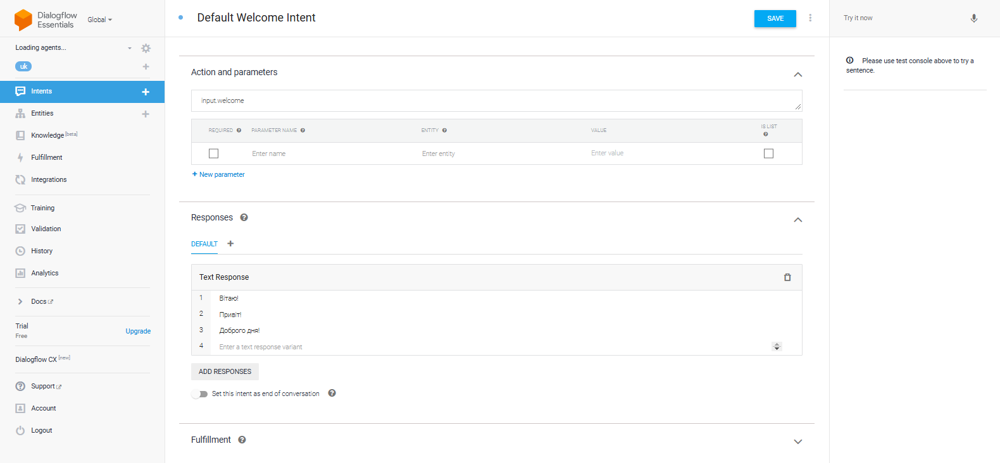 Dialogflow
Essentials
Global
Loading agents...
uk
Intents
Entities
Knowledge [beta]
Fulfillment
Integrations
Training
Validation
History
Analytics
Docs
Trial
Free
Upgrade
Dialogflow CX [new]
Support
Account
Logout
Default Welcome Intent
SAVE
Action and parameters
input.welcome
REQUIRED PARAMETER NAME ENTITY VALUE IS LIST
Enter name Enter entity Enter value
+ New parameter
Responses
DEFAULT +
Text Response
1 Вітаю!
2 Привіт!
3 Доброго дня!
4 Enter a text response variant
ADD RESPONSES
Set this intent as end of conversation
Fulfillment
Try it now
Please use test console above to try a
sentence.